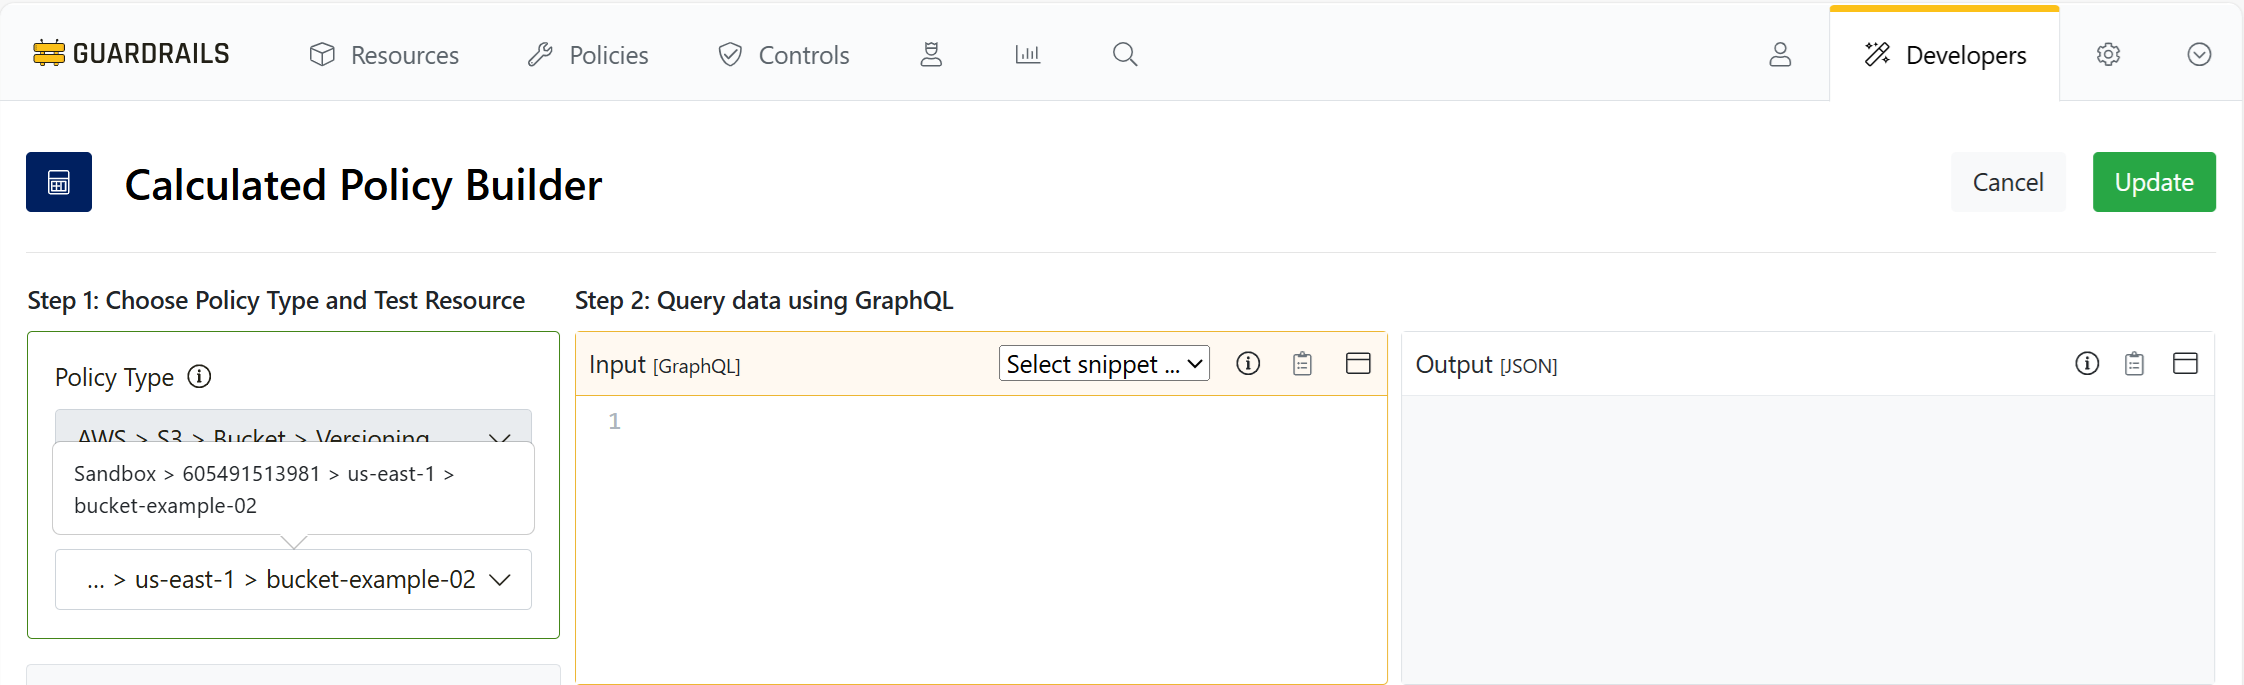 GUARDRAILS Resources Policies Controls Developers
Calculated Policy Builder Cancel Update
Step 1: Choose Policy Type and Test Resource Step 2: Query data using GraphQL
Policy Type Input [GraphQL] Select snippet ... Output [JSON]
AWS > S3 > Bucket > Versioning 1
Sandbox > 605491513981 > us-east-1 >
bucket-example-02
... > us-east-1 > bucket-example-02